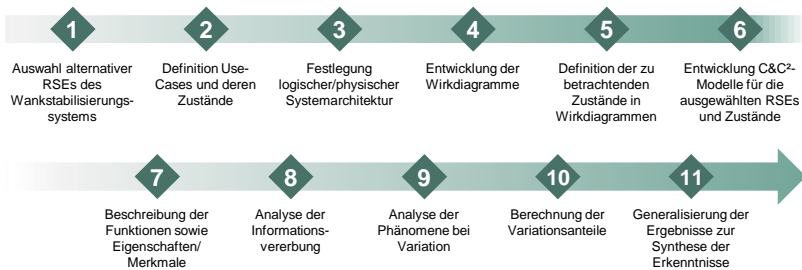 1
Auswahl alternativer
RSEs des
Wankstabilisierungs-
systems
2
Definition Use-
Cases und deren
Zustände
3
Festlegung
logischer/physischer
Systemarchitektur
4
Entwicklung der
Wirkdiagramme
5
Definition der zu
betrachtenden
Zustände in
Wirkdiagrammen
6
Entwicklung C&C²-
Modelle für die
ausgewählten RSEs
und Zustände
7
Beschreibung der
Funktionen sowie
Eigenschaften/
Merkmale
8
Analyse der
Informations-
vererbung
9
Analyse der
Phänomene bei
Variation
10
Berechnung der
Variationsanteile
11
Generalisierung der
Ergebnisse zur
Synthese der
Erkenntnisse